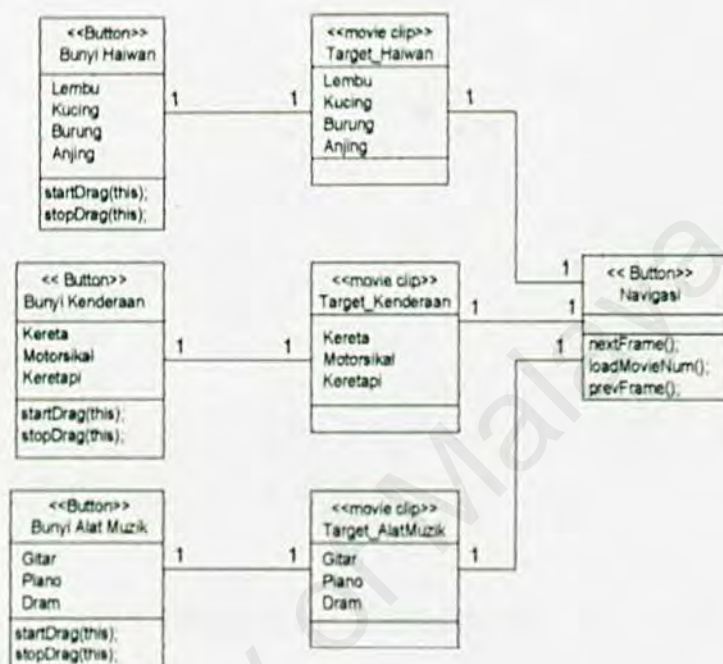 <<Button>>
Bunyi Haiwan
Lembu
Kucing
Burung
Anjing
startDrag(this);
stopDrag(this);
1
1
<<movie clip>>
Target_Haiwan
Lembu
Kucing
Burung
Anjing
1
<< Button>>
Bunyi Kenderaan
Kereta
Motorsikal
Keretapi
startDrag(this);
stopDrag(this);
1
1
<<movie clip>>
Target_Kenderaan
Kereta
Motorsikal
Keretapi
1
1
1
1
<< Button>>
Navigasi
nextFrame();
loadMovieNum();
prevFrame();
<<Button>>
Bunyi Alat Muzik
Gitar
Piano
Dram
startDrag(this);
stopDrag(this);
1
1
<<movie clip>>
Target_AlatMuzik
Gitar
Piano
Dram
1
of Malaya